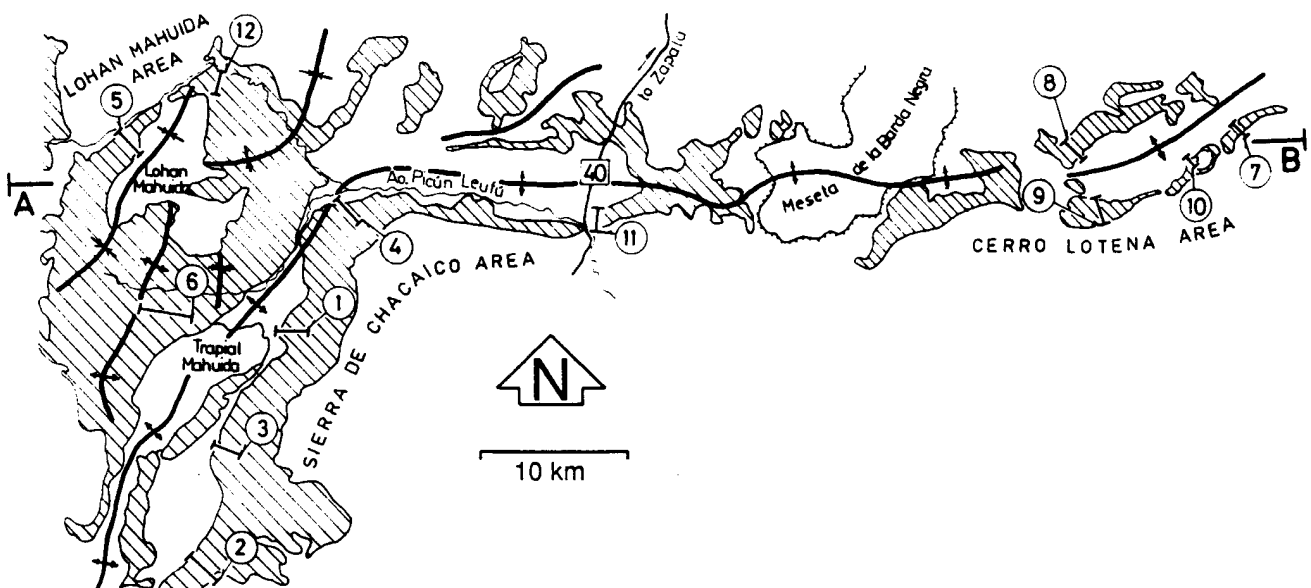 LOHAN MAHUIDA
AREA
12
5
to Zapala
8
A
Lohan
Mahuida
Ao. Picún Leufú
40
Meseta
de la Barda Negra
B
7
9
10
CERRO LOTENA AREA
11
4
6
1
Trapial
Mahuida
SIERRA DE CHACAICO AREA
N
3
10 km
2